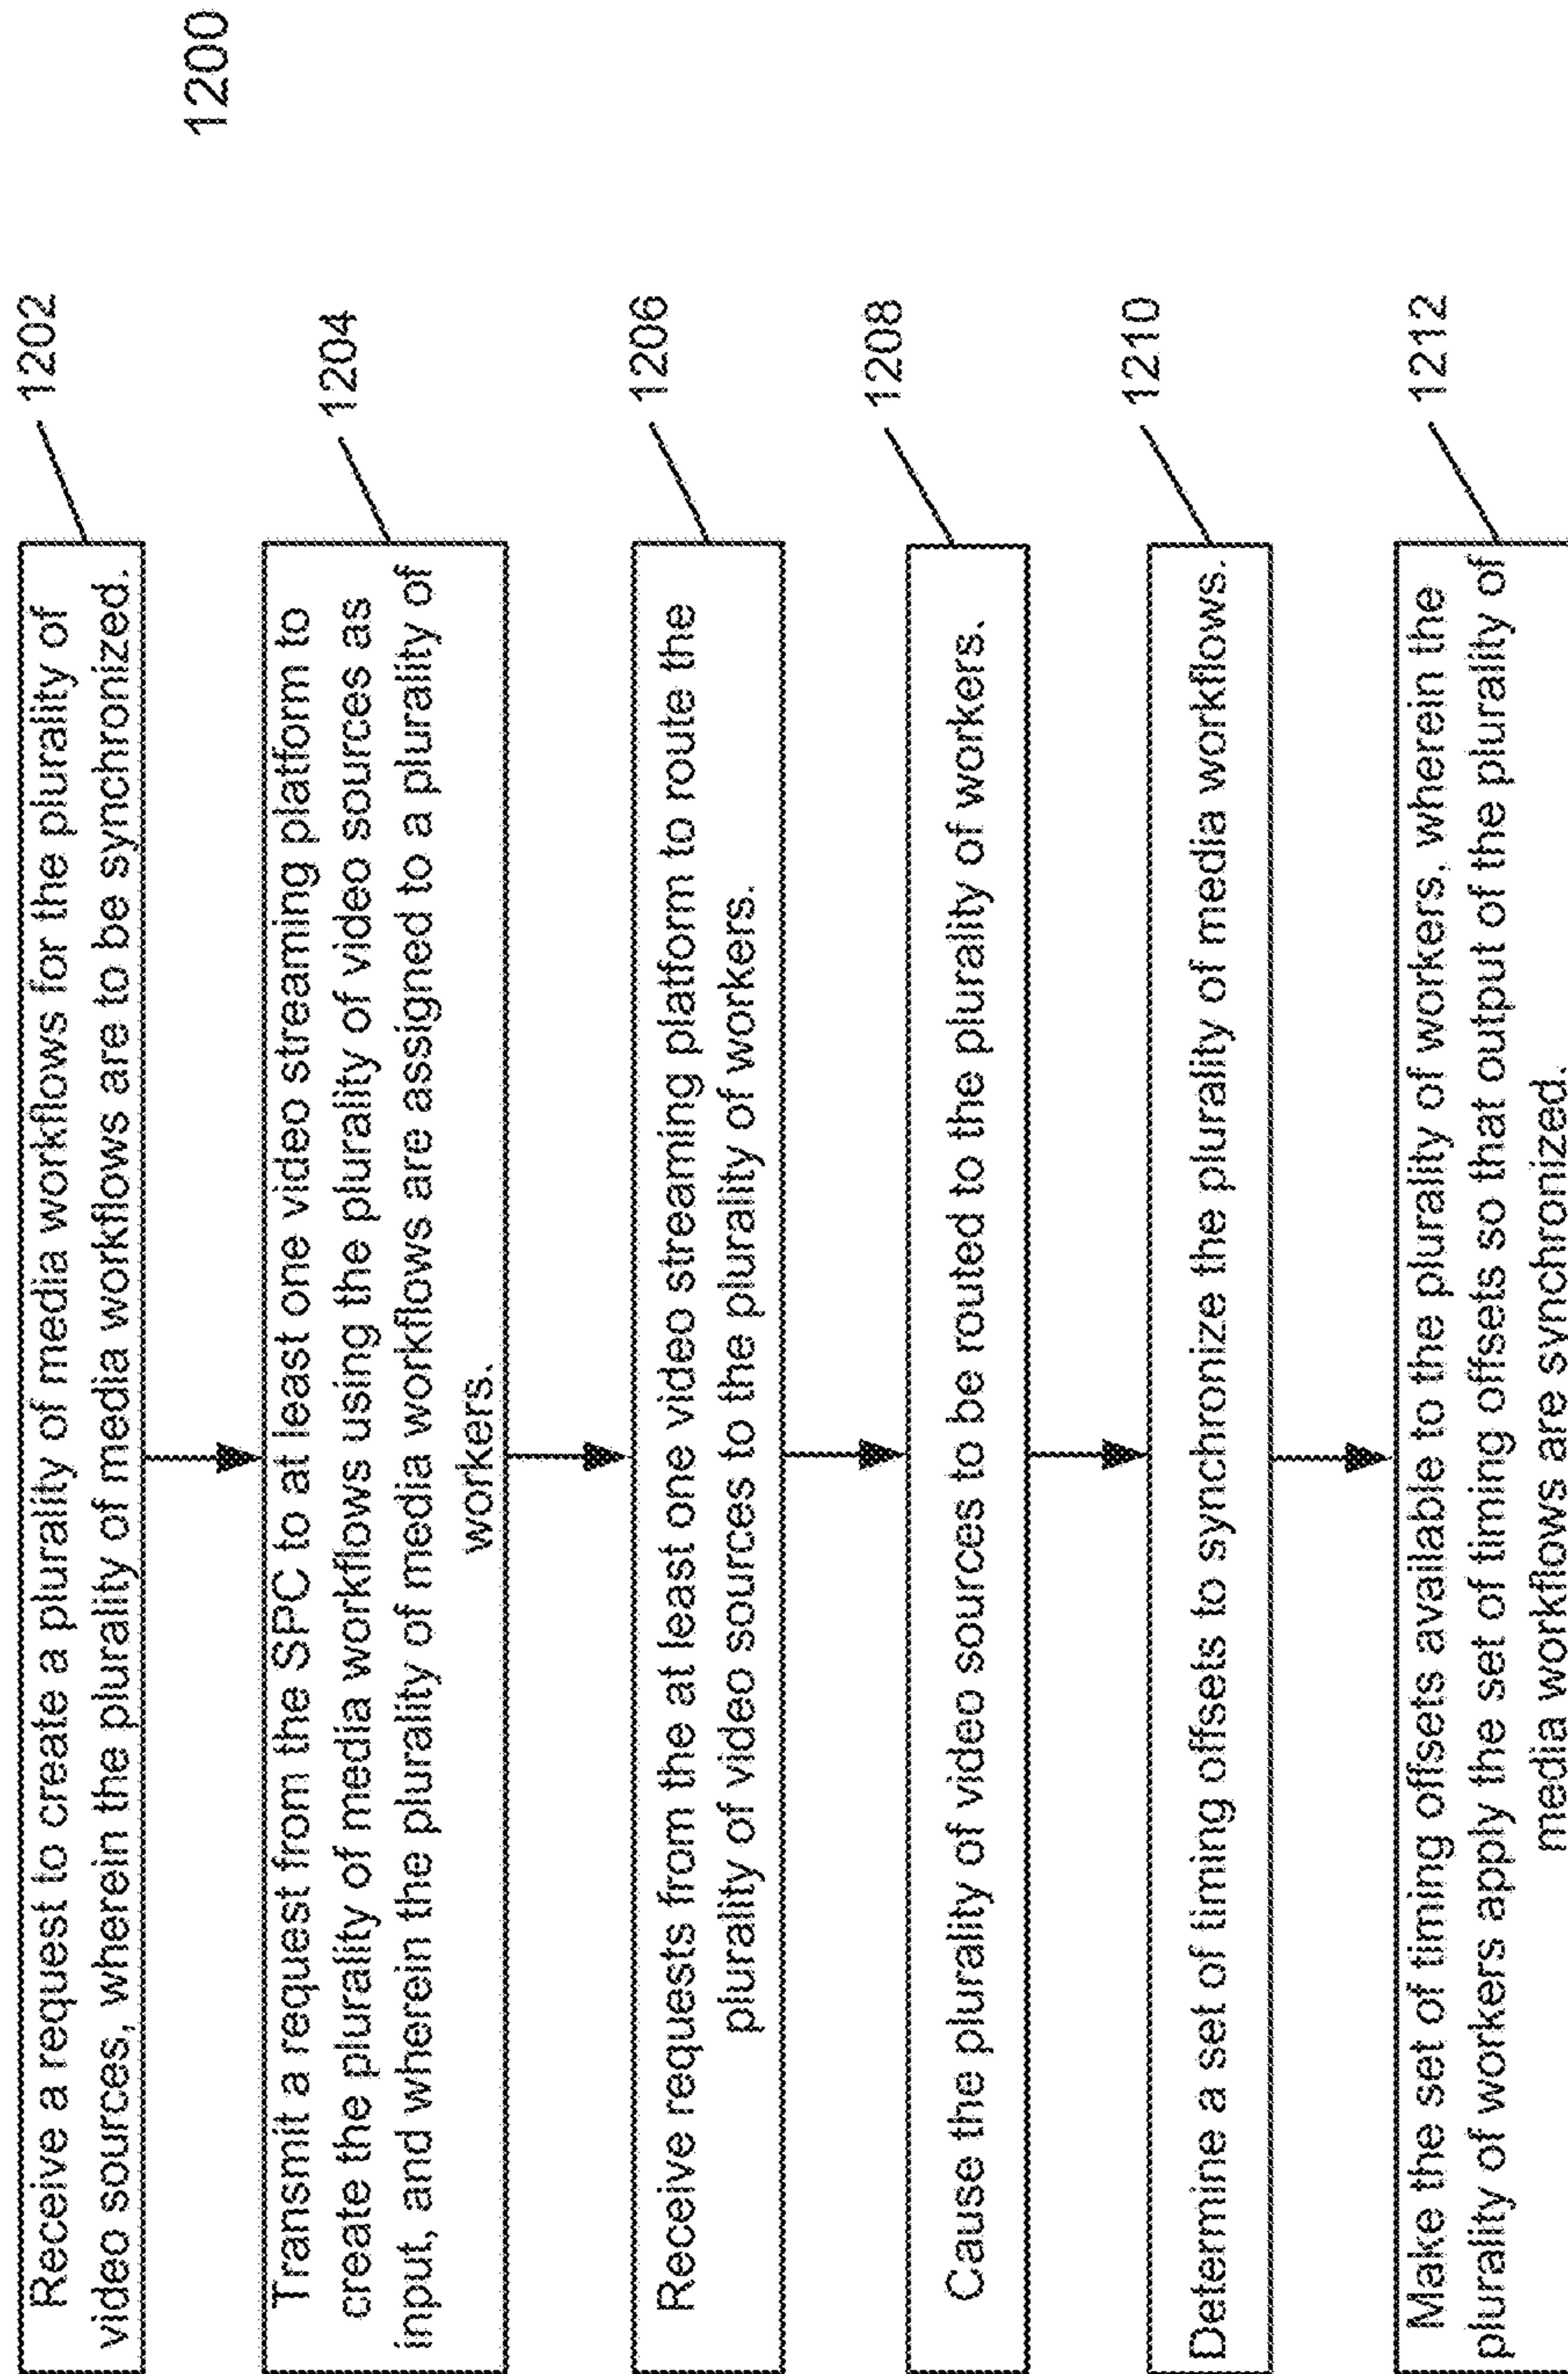 1200
Receive a request to create a plurality of media workflows for the plurality of
video sources, wherein the plurality of media workflows are to be synchronized.
1202
Transmit a request from the SPC to at least one video streaming platform to
create the plurality of media workflows using the plurality of video sources as
input, and wherein the plurality of media workflows are assigned to a plurality of
workers.
1204
Receive requests from the at least one video streaming platform to route the
plurality of video sources to the plurality of workers.
1206
Cause the plurality of video sources to be routed to the plurality of workers.
1208
Determine a set of timing offsets to synchronize the plurality of media workflows.
1210
Make the set of timing offsets available to the plurality of workers, wherein the
plurality of workers apply the set of timing offsets so that output of the plurality of
media workflows are synchronized.
1212